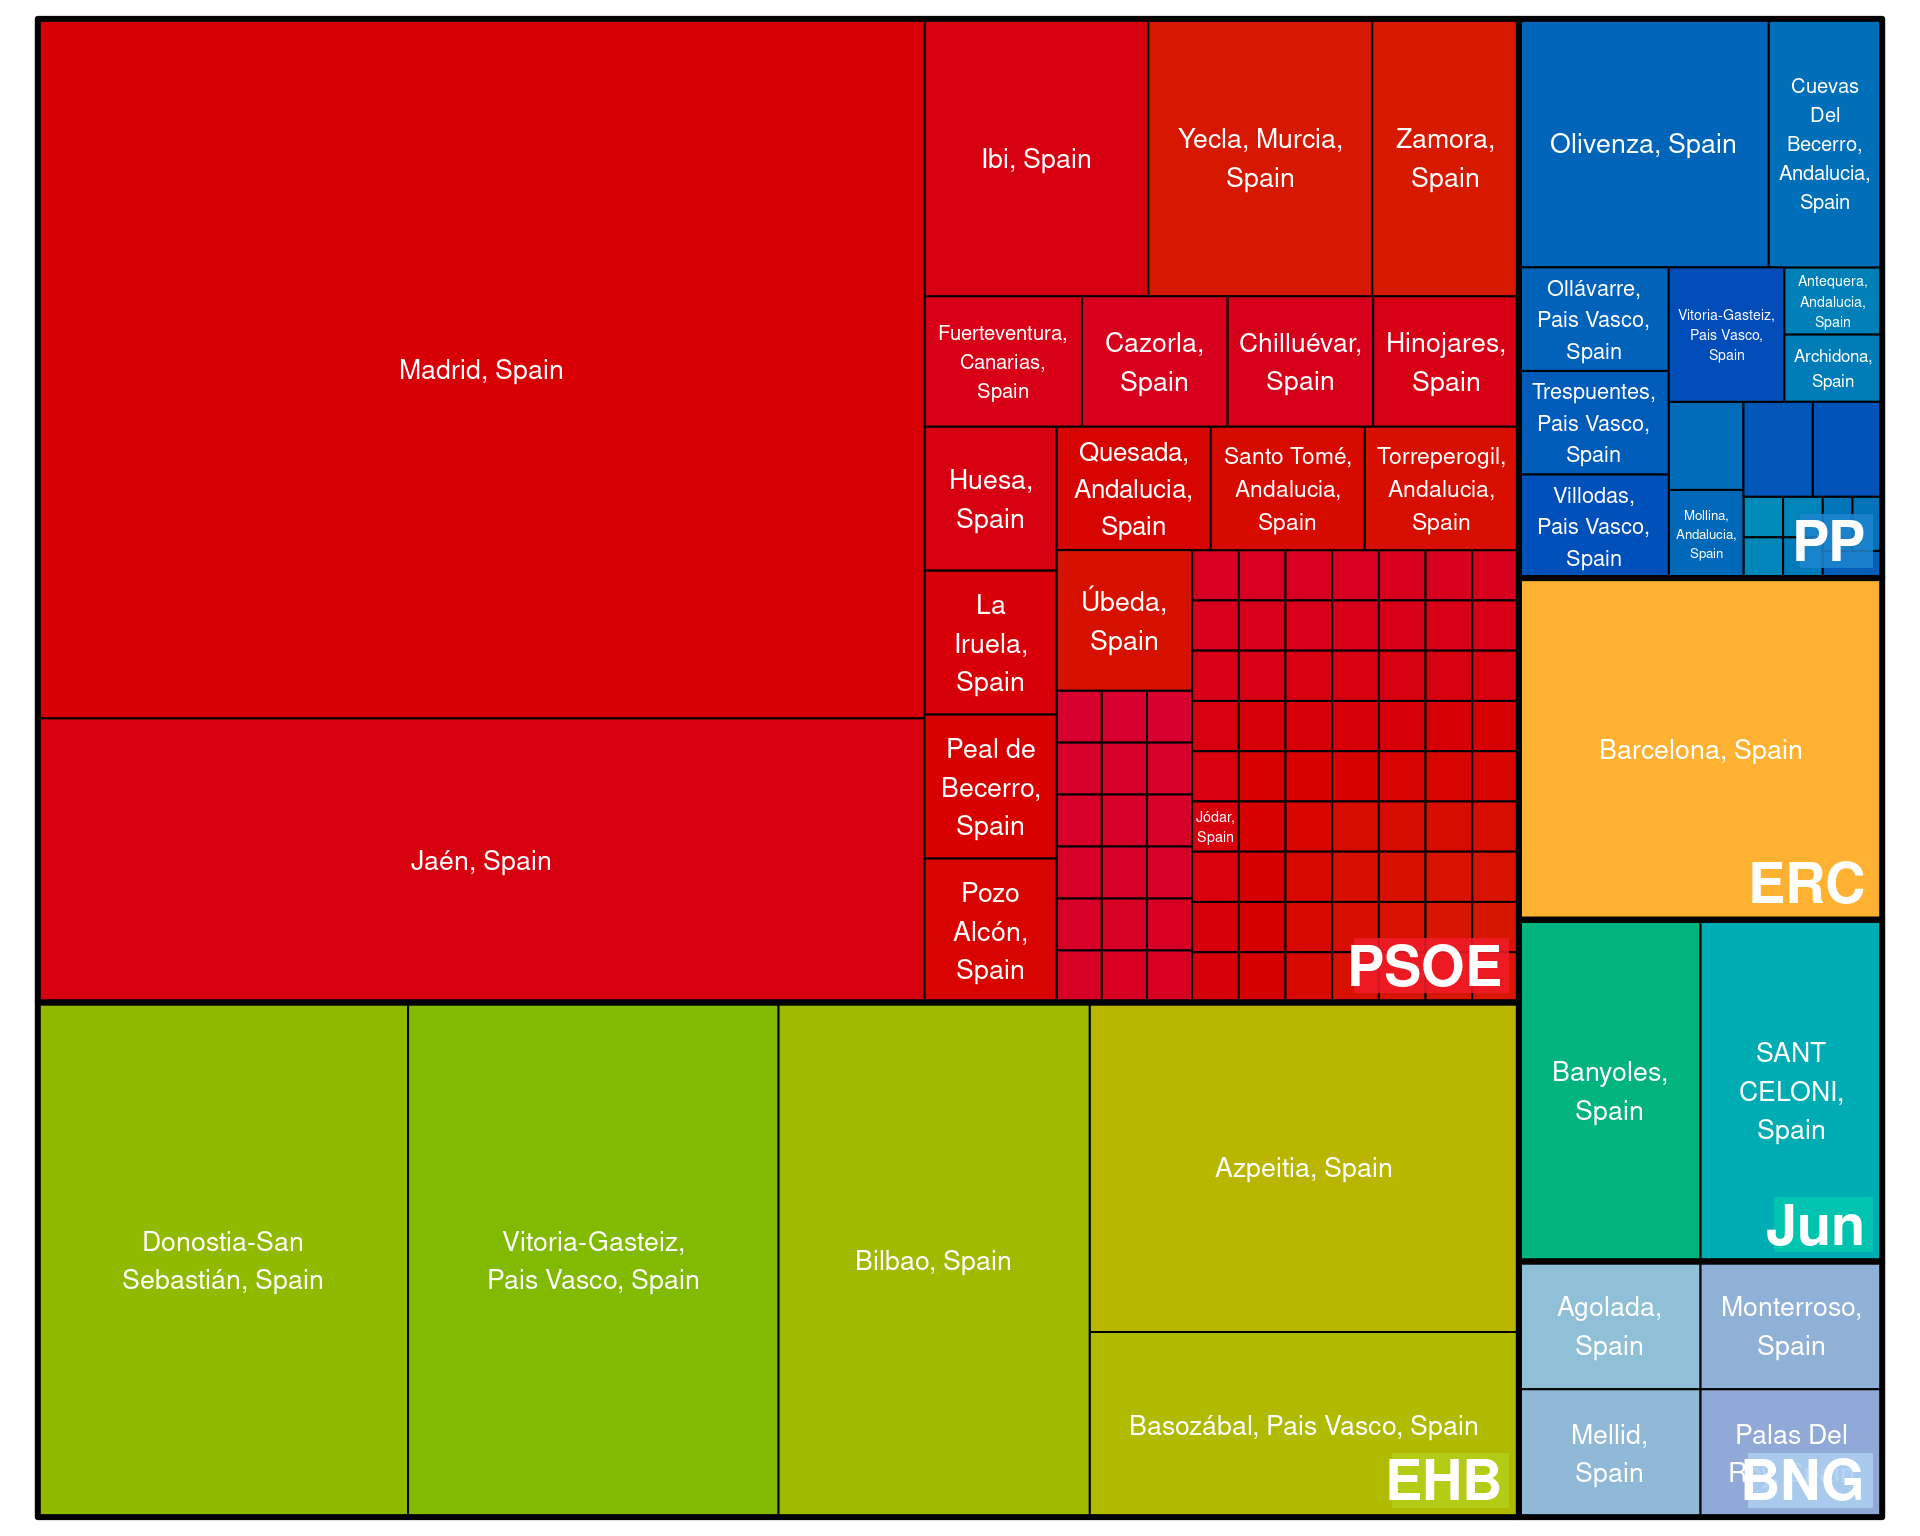 Madrid, Spain
Jaén, Spain
Ibi, Spain
Yecla, Murcia,
Spain
Zamora,
Spain
Fuerteventura,
Canarias,
Spain
Cazorla,
Spain
Chilluévar,
Spain
Hinojares,
Spain
Huesa,
Spain
Quesada,
Andalucia,
Spain
Santo Tomé,
Andalucia,
Spain
Torreperogil,
Andalucia,
Spain
La
Iruela,
Spain
Úbeda,
Spain
Peal de
Becerro,
Spain
Jódar,
Spain
Pozo
Alcón,
Spain
PSOE
Donostia-San
Sebastián, Spain
Vitoria-Gasteiz,
Pais Vasco, Spain
Bilbao, Spain
Azpeitia, Spain
Basozábal, Pais Vasco, Spain
EHB
Olivenza, Spain
Cuevas
Del
Becerro,
Andalucia,
Spain
Ollávarre,
Pais Vasco,
Spain
Vitoria-Gasteiz,
Pais Vasco,
Spain
Antequera,
Andalucia,
Spain
Archidona,
Spain
Trespuentes,
Pais Vasco,
Spain
Villodas,
Pais Vasco,
Spain
Mollina,
Andalucia,
Spain
PP
Barcelona, Spain
ERC
Banyoles,
Spain
SANT
CELONI,
Spain
Jun
Agolada,
Spain
Monterroso,
Spain
Mellid,
Spain
Palas Del
BNG